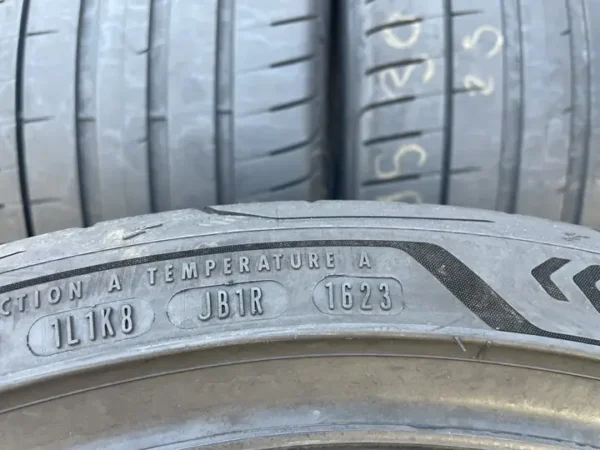 CTION A TEMPERATURE A
1L1K8 JB1R 1623